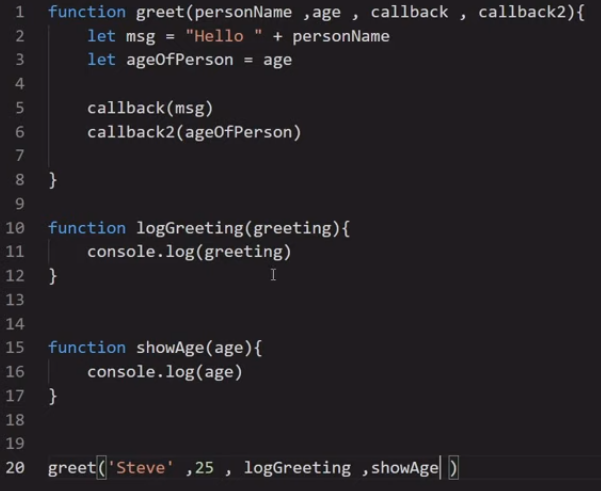 1 function greet(personName ,age , callback , callback2){
2 let msg = "Hello " + personName
3 let ageOfPerson = age
4
5 callback(msg)
6 callback2(ageOfPerson)
7
8 }
9
10 function logGreeting(greeting){
11 console.log(greeting)
12 }
13
14
15 function showAge(age){
16 console.log(age)
17 }
18
19
20 greet('Steve' ,25 , logGreeting ,showAge )